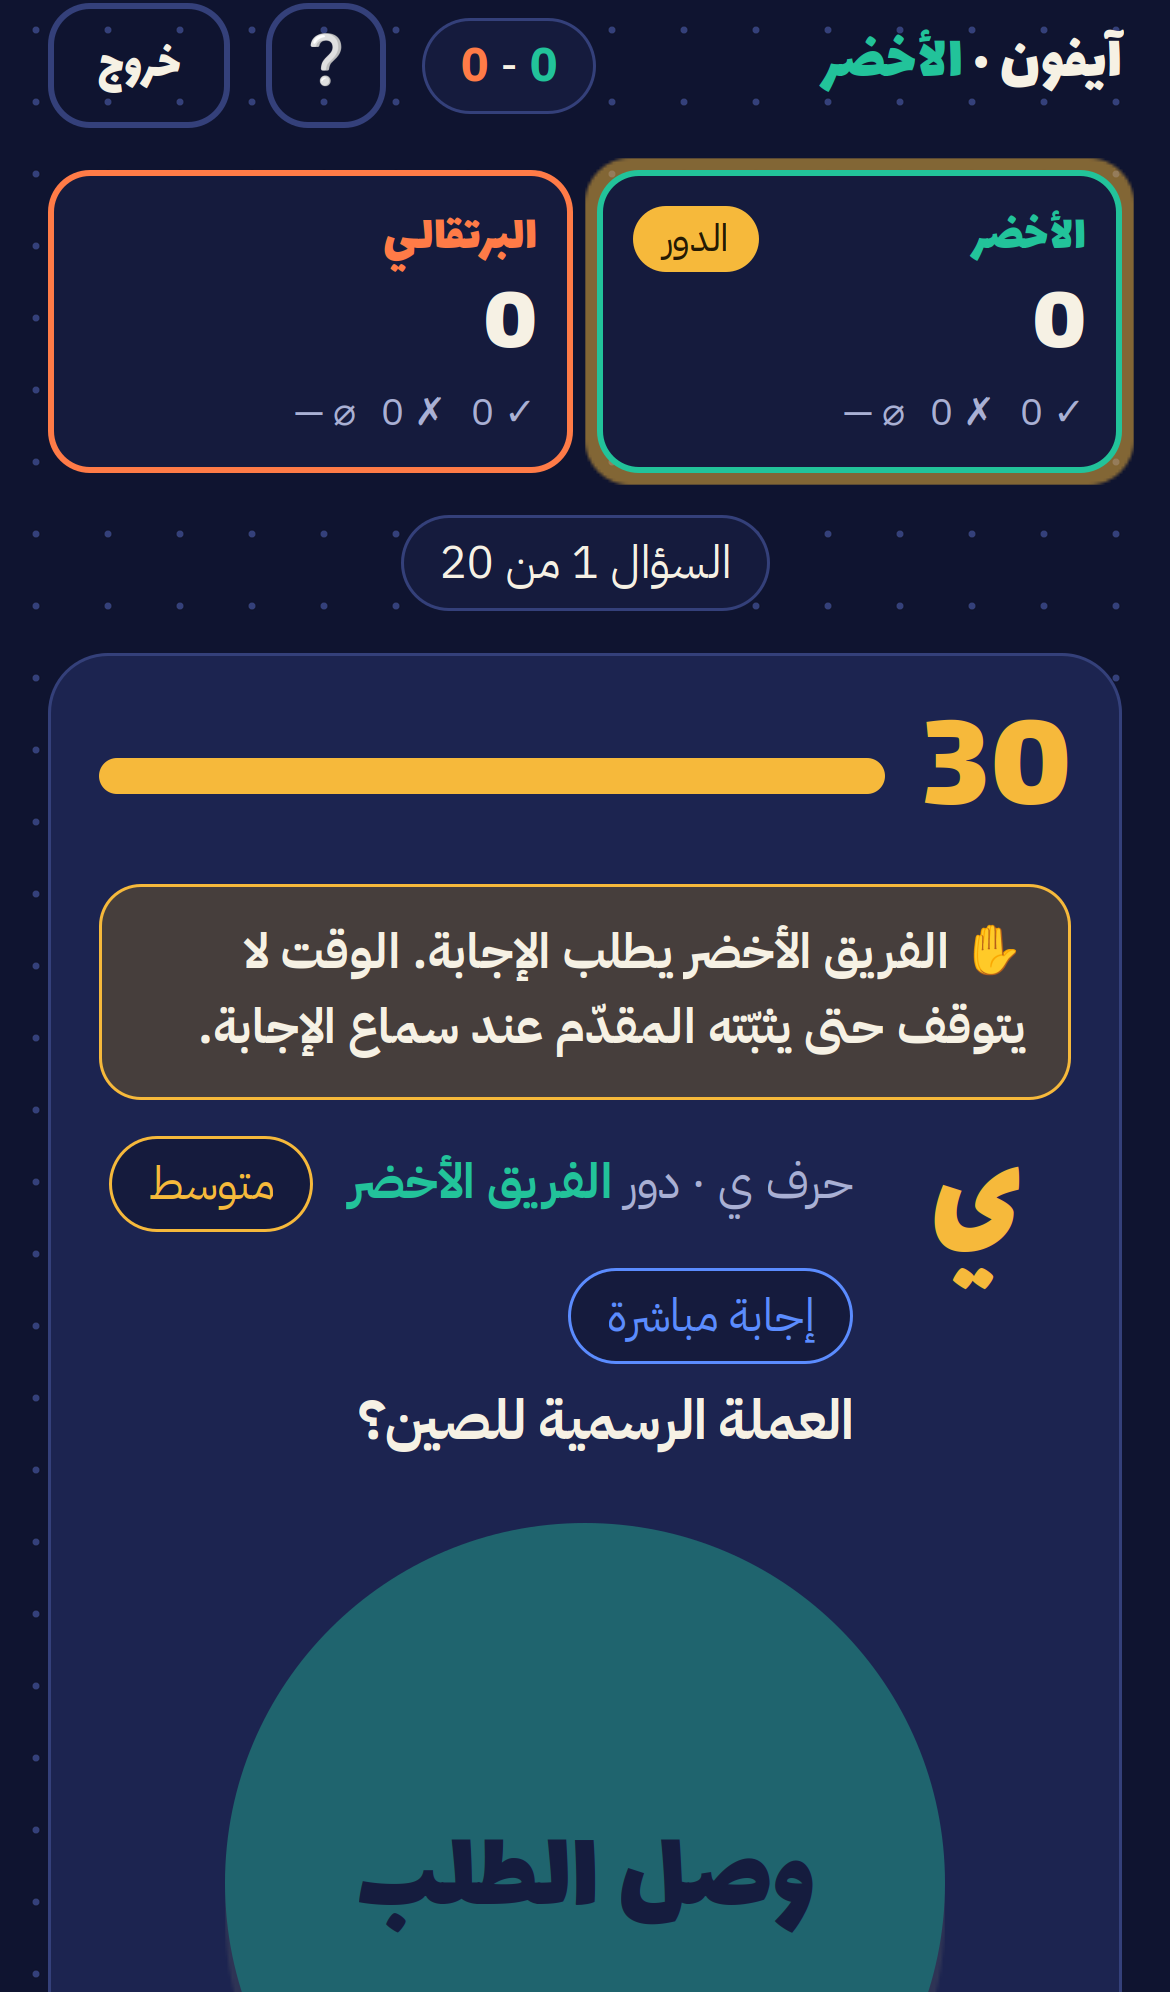 آيفون · الأخضر
0 - 0
❔
خروج
الأخضر
الدور
0
✓ 0 ✗ 0 ⌀ —
البرتقالي
0
✓ 0 ✗ 0 ⌀ —
السؤال 1 من 20
30
✋ الفريق الأخضر يطلب الإجابة. الوقت لا
يتوقف حتى يثبّته المقدّم عند سماع الإجابة.
ي
حرف ي · دور الفريق الأخضر
متوسط
إجابة مباشرة
العملة الرسمية للصين؟
وصل الطلب